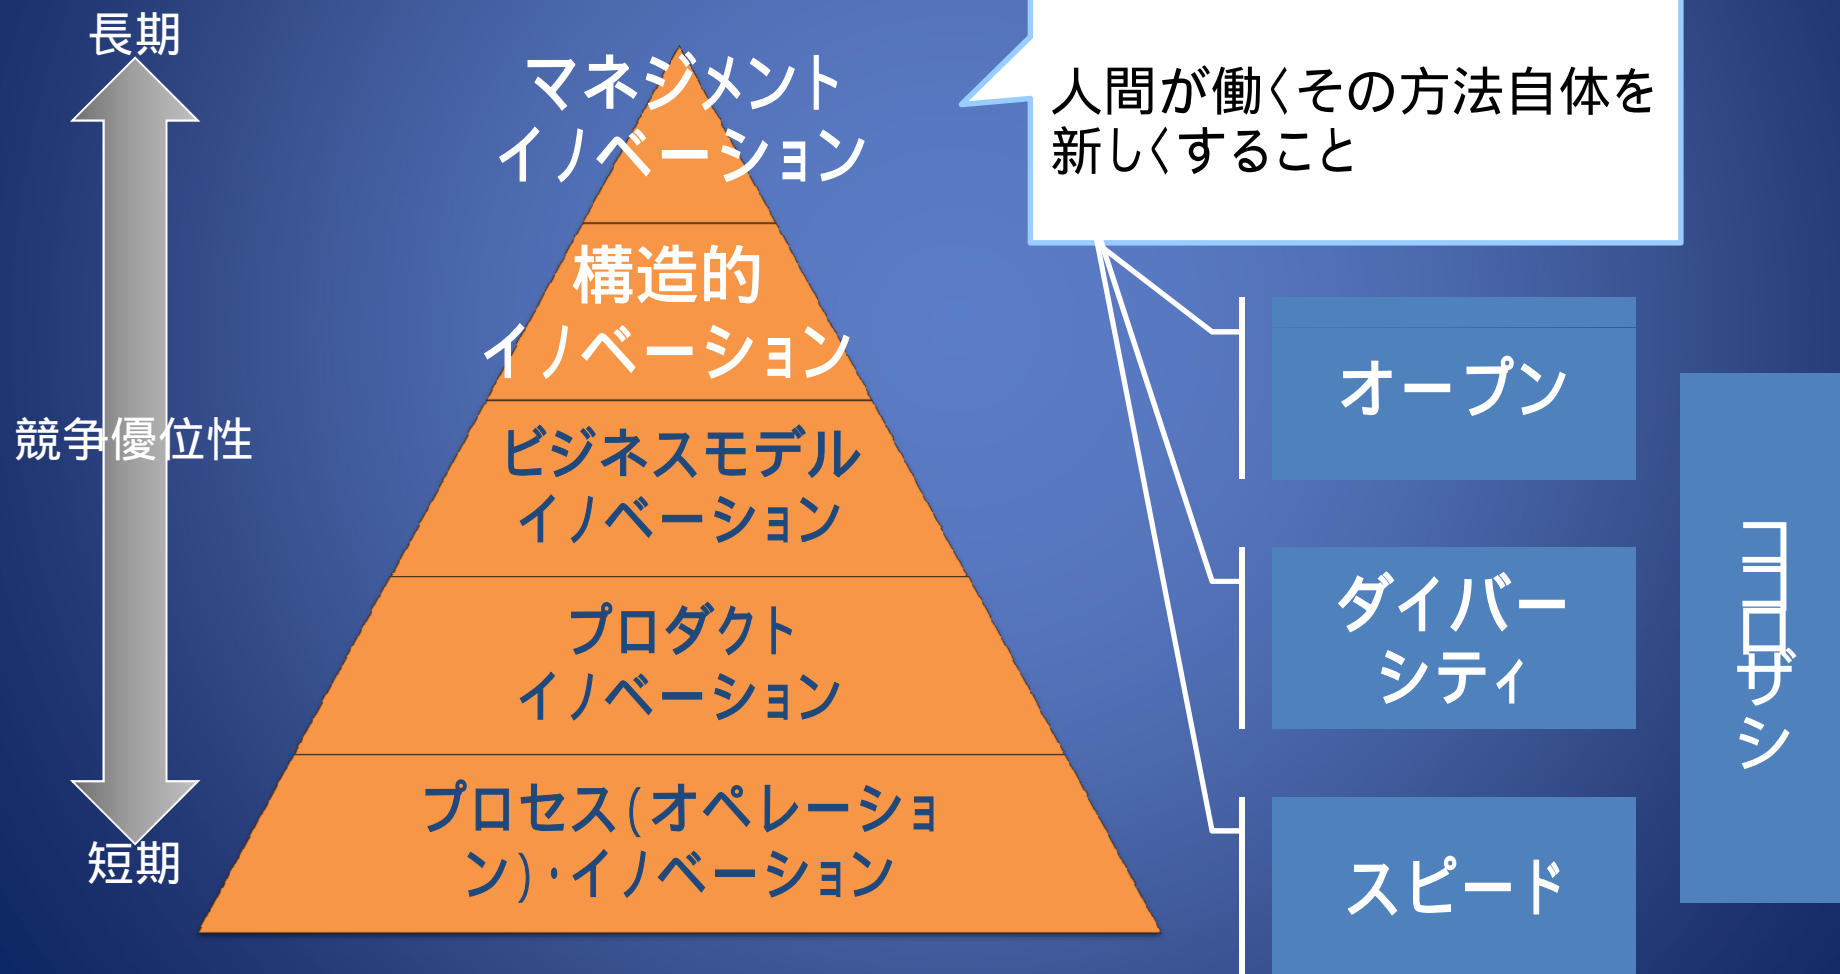 長期
マネジメント
イノベーション
人間が働くその方法自体を
新しくすること
構造的
イノベーション
競争優位性
ビジネスモデル
イノベーション
プロダクト
イノベーション
プロセス(オペレーショ
ン)・イノベーション
短期
オープン
ダイバー
シティ
スピード
ココロザシ